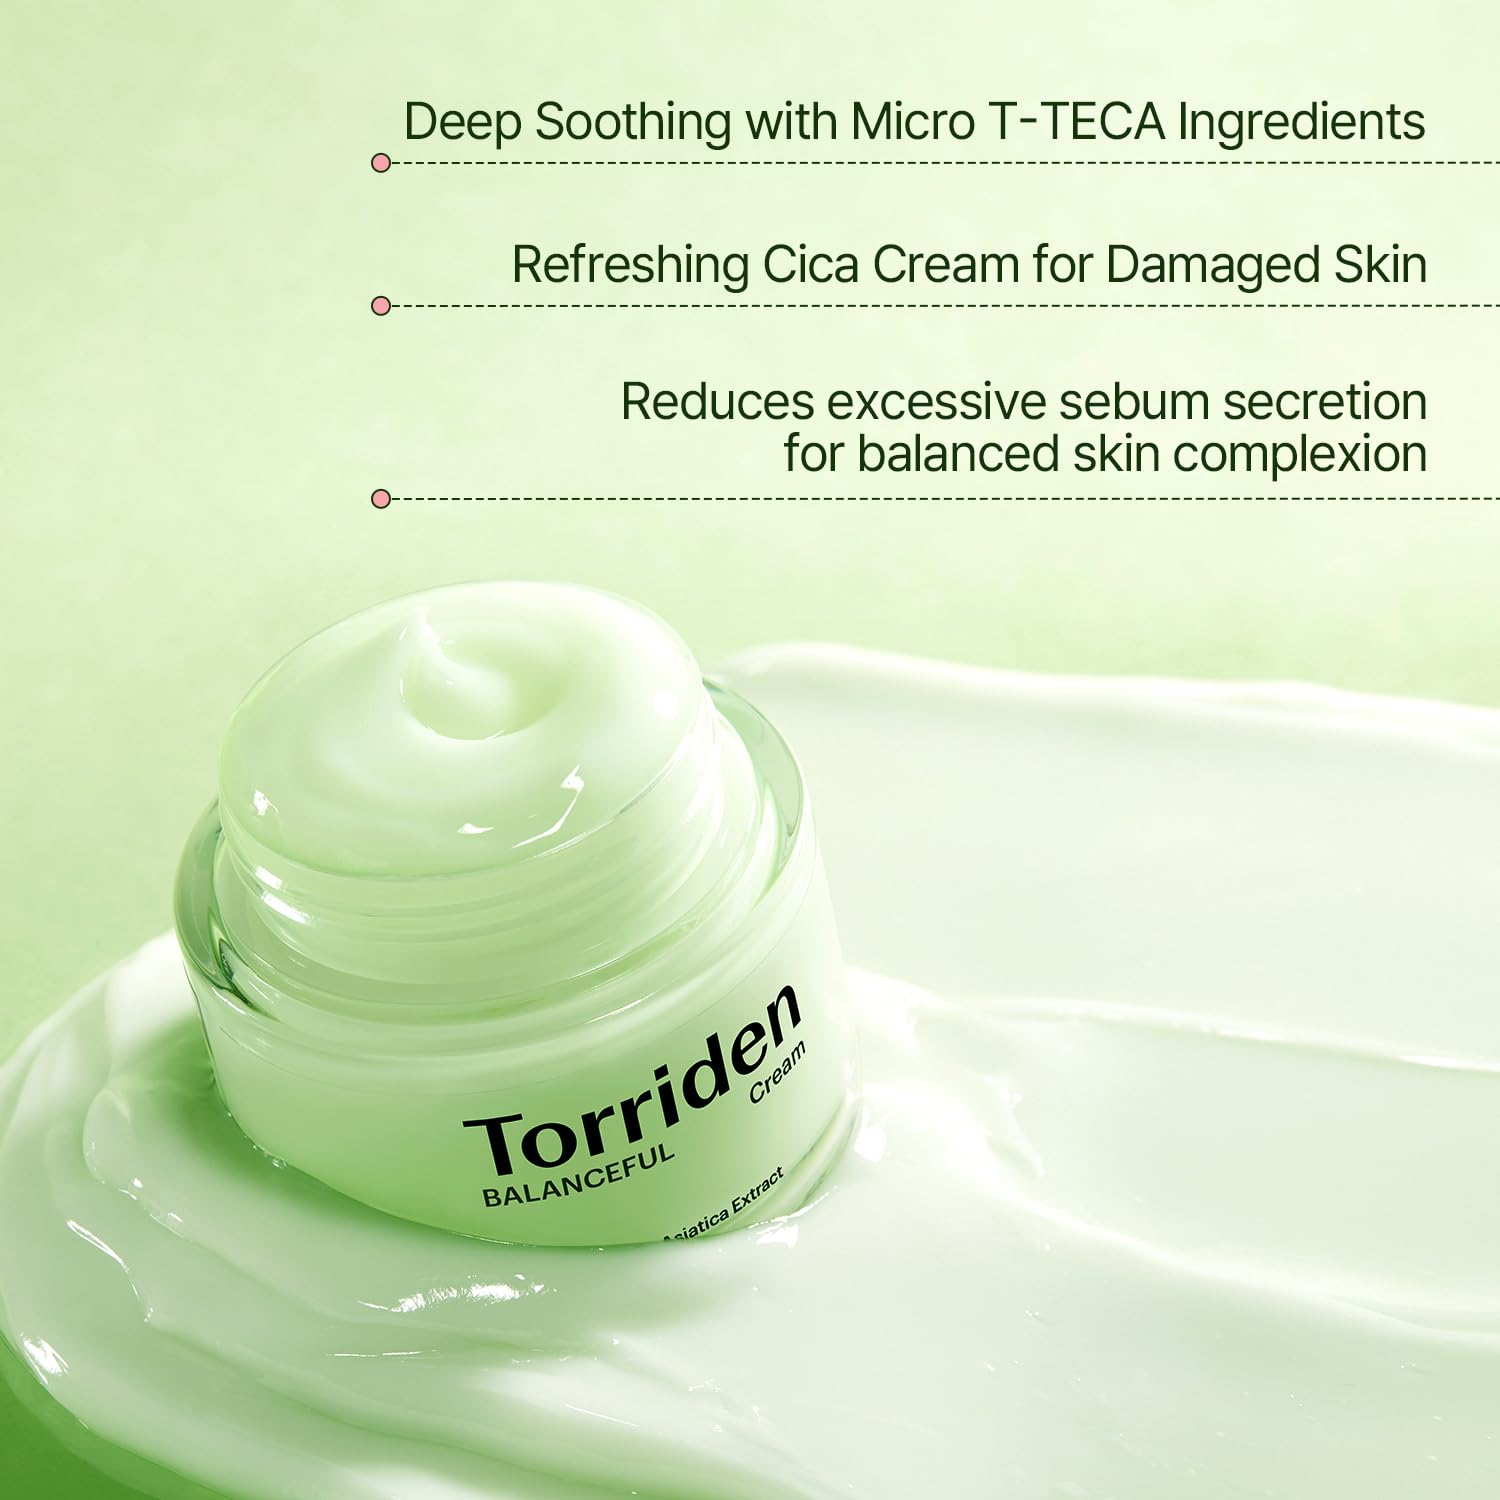 Deep Soothing with Micro T-TECA Ingredients
Refreshing Cica Cream for Damaged Skin
Reduces excessive sebum secretion
for balanced skin complexion
Torriden
Cream
BALANCEFUL
Asiatica Extract